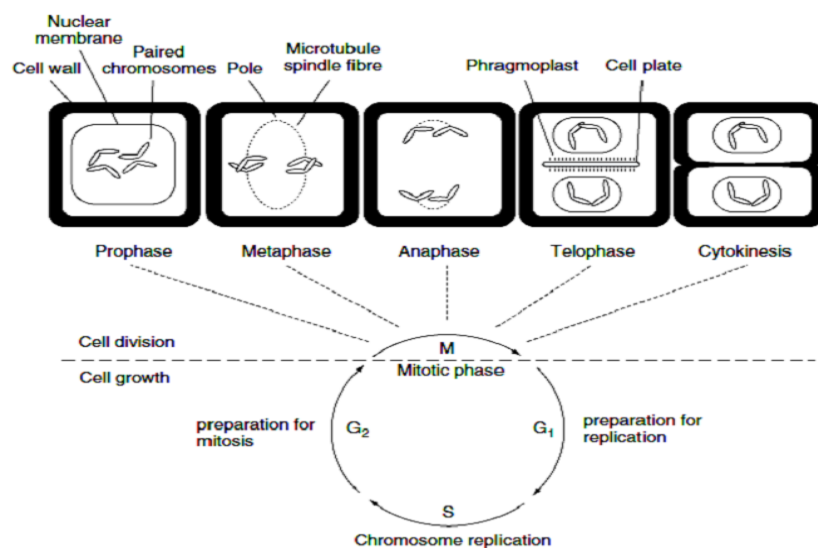 Nuclear
membrane
Paired
chromosomes
Cell wall
Pole
Microtubule
spindle fibre
Phragmoplast
Cell plate
Prophase
Metaphase
Anaphase
Telophase
Cytokinesis
Cell division
M
Mitotic phase
Cell growth
preparation for
mitosis
G2
G1
preparation for
replication
S
Chromosome replication